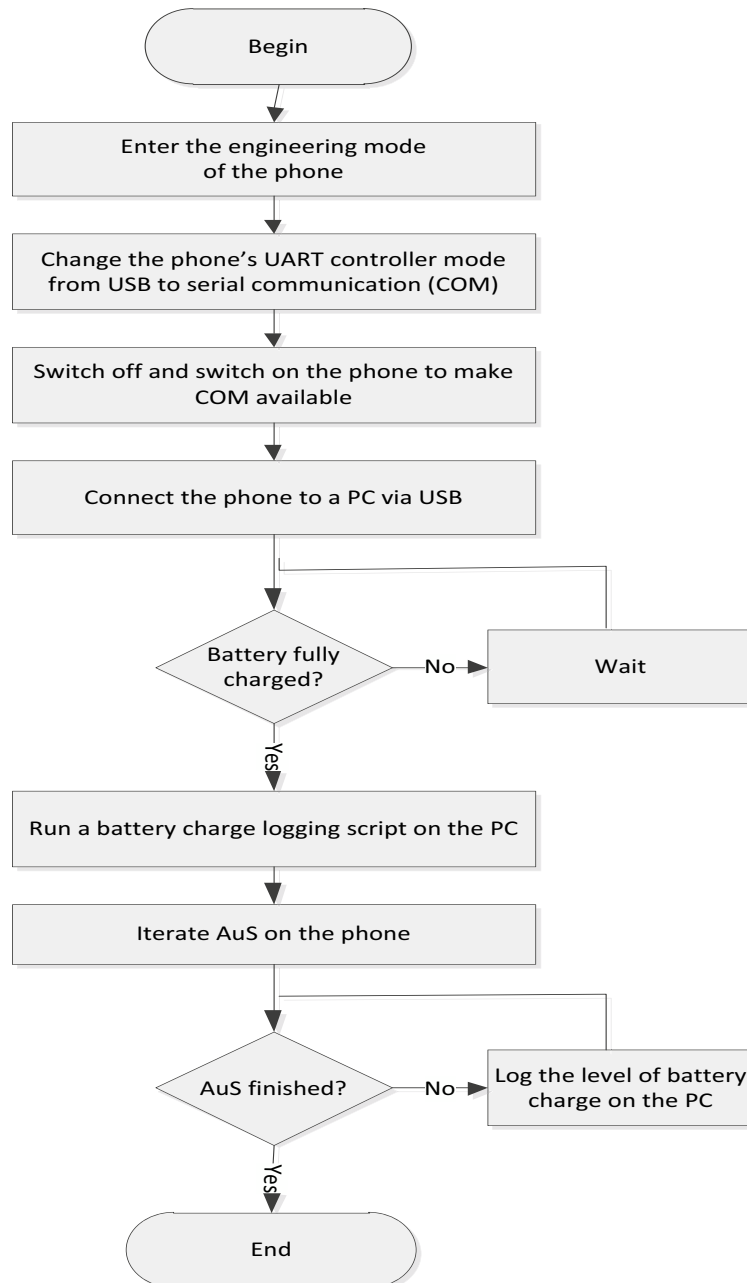 Begin
Enter the engineering mode
of the phone
Change the phone’s UART controller mode
from USB to serial communication (COM)
Switch off and switch on the phone to make
COM available
Connect the phone to a PC via USB
Battery fully
charged?
No
Wait
Yes
Run a battery charge logging script on the PC
Iterate AuS on the phone
AuS finished?
No
Log the level of battery
charge on the PC
Yes
End